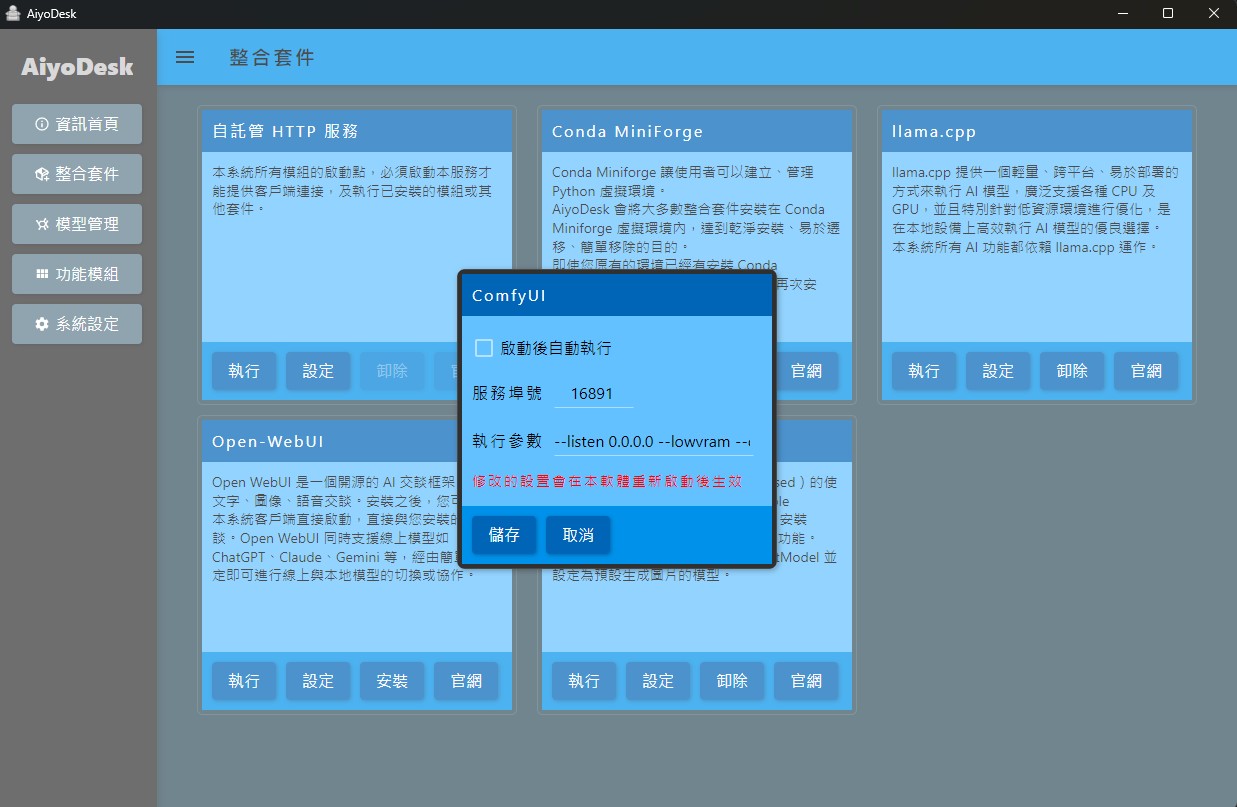 AiyoDesk
AiyoDesk
整合套件
資訊首頁
整合套件
模型管理
功能模組
系統設定
自託管 HTTP 服務
本系統所有模組的啟動點，必須啟動本服務才
能提供客戶端連接，及執行已安裝的模組或其
他套件。
執行
設定
卸除
Conda MiniForge
Conda Miniforge 讓使用者可以建立、管理
Python 虛擬環境。
AiyoDesk 會將大多數整合套件安裝在 Conda
Miniforge 虛擬環境內，達到乾淨安裝、易於遷
移、簡單移除的目的。
即使您原有的環境已經有安裝 Conda
再次安
官網
llama.cpp
llama.cpp 提供一個輕量、跨平台、易於部署的
方式來執行 AI 模型，廣泛支援各種 CPU 及
GPU，並且特別針對低資源環境進行優化，是
在本地設備上高效執行 AI 模型的優良選擇。
本系統所有 AI 功能都依賴 llama.cpp 運作。
執行
設定
卸除
官網
ComfyUI
啟動後自動執行
服務埠號
16891
執行參數
--listen 0.0.0.0 --lowvram --
修改的設置會在本軟體重新啟動後生效
儲存
取消
Open-WebUI
Open WebUI 是一個開源的 AI 交談框架
文字、圖像、語音交談。安裝之後，您可
本系統客戶端直接啟動，直接與您安裝的
談。Open WebUI 同時支援線上模型如
ChatGPT、Claude、Gemini 等，經由簡單
定即可進行線上與本地模型的切換或協作。
執行
設定
安裝
官網
sed）的使
ble
安裝
功能。
tModel 並
設定為預設生成圖片的模型。
執行
設定
卸除
官網